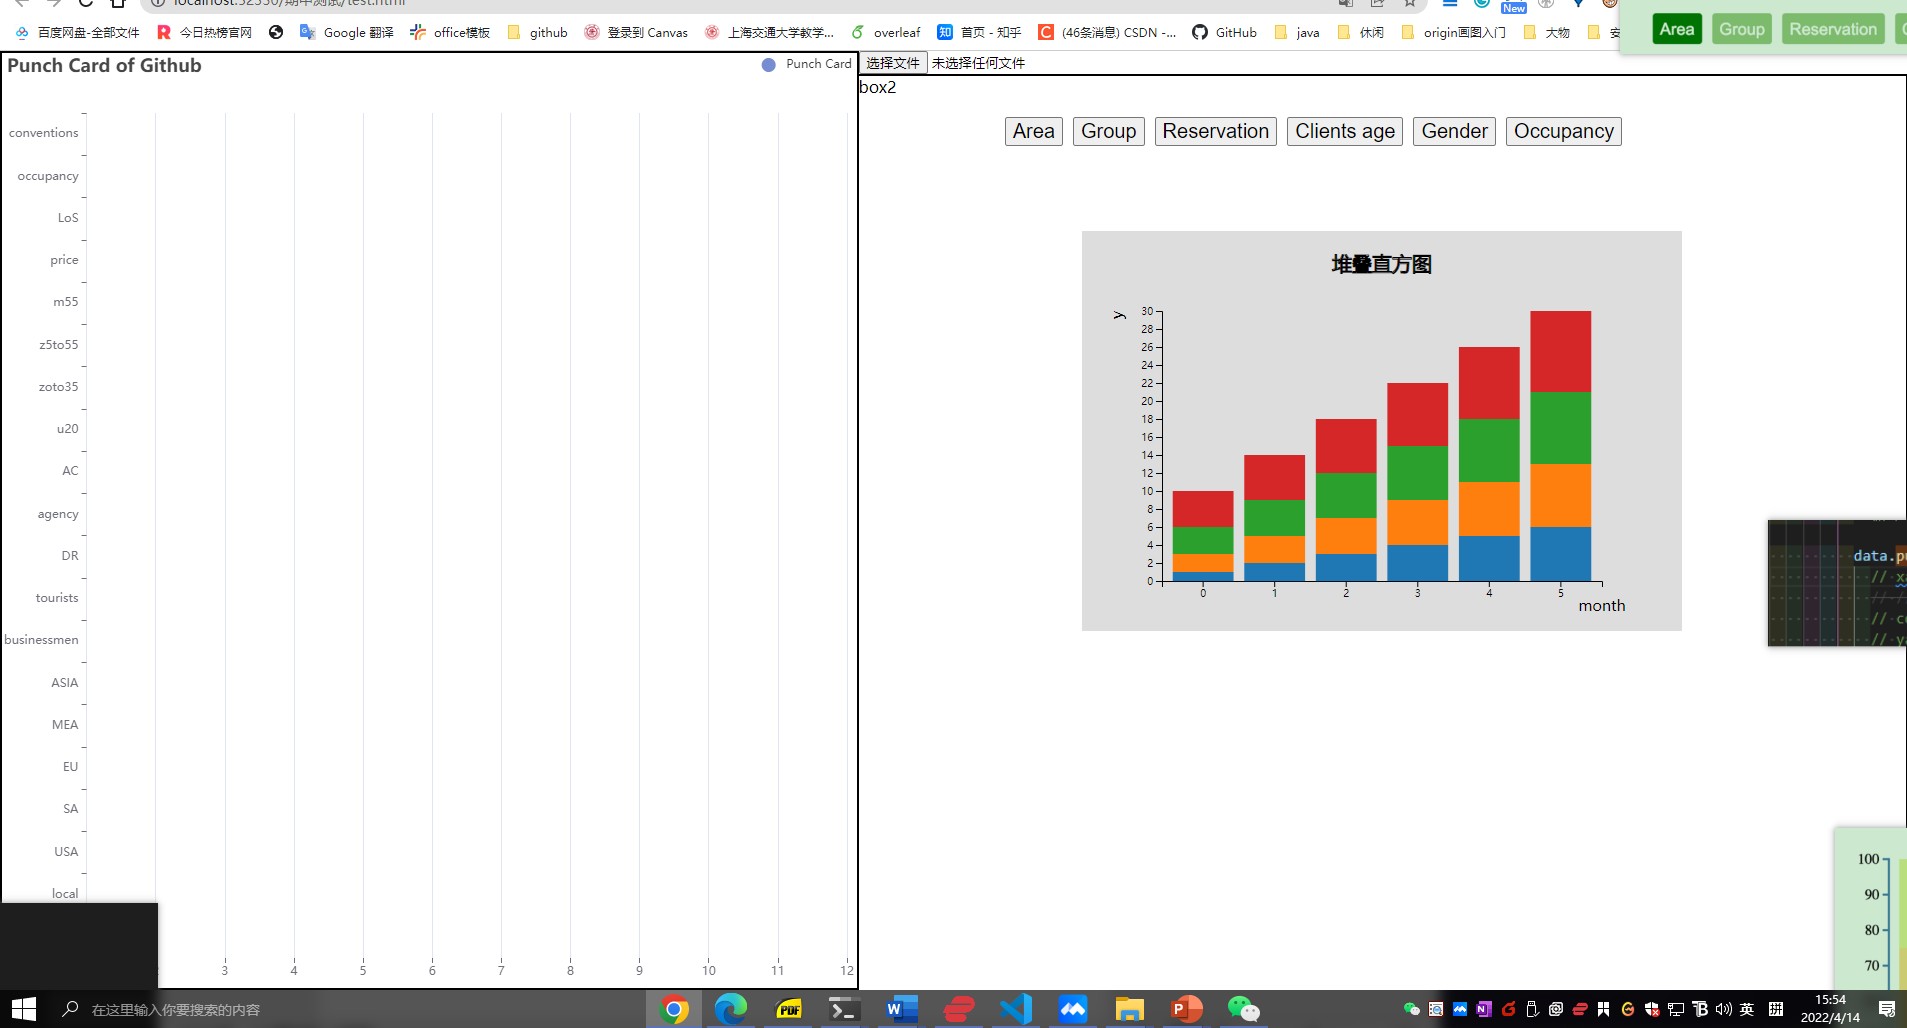 localhost:52330/期中测试/test.html
New
百度网盘-全部文件 今日热榜官网 Google 翻译 office模板 github 登录到 Canvas 上海交通大学教学... overleaf 首页 - 知乎 (46条消息) CSDN -... GitHub java 休闲 origin画图入门 大物
Area Group Reservation
Punch Card of Github
Punch Card
选择文件 未选择任何文件
box2
Area Group Reservation Clients age Gender Occupancy
conventions
occupancy
LoS
price
m55
z5to55
zoto35
u20
AC
agency
DR
tourists
businessmen
ASIA
MEA
EU
SA
USA
local
3 4 5 6 7 8 9 10 11 12
堆叠直方图
y
30
28
26
24
22
20
18
16
14
12
10
8
6
4
2
0
0 1 2 3 4 5
month
data.p
//
//
// c
// y
100
90
80
70
在这里输入你要搜索的内容
英 拼
15:54
2022/4/14